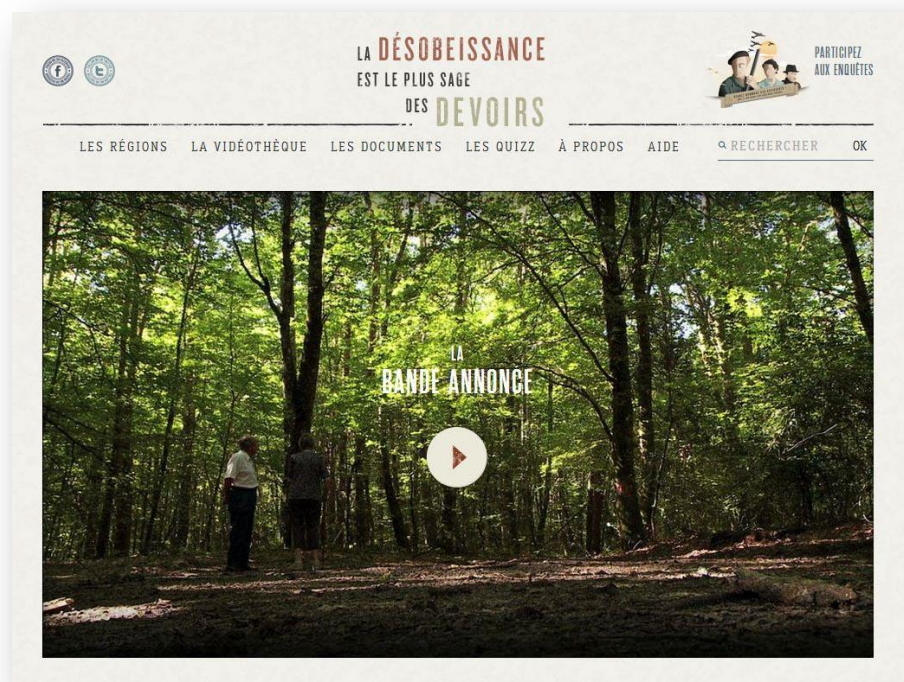 LA DÉSOBEISSANCE
EST LE PLUS SAGE
DES DEVOIRS
PARTICIPEZ
AUX ENQUÊTES
LES RÉGIONS LA VIDÉOTHÈQUE LES DOCUMENTS LES QUIZZ À PROPOS AIDE RECHERCHER OK
LA
BANDE ANNONCE